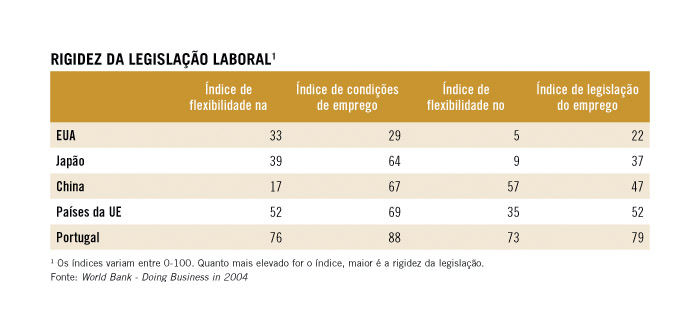 RIGIDEZ DA LEGISLAÇÃO LABORAL¹
Índice de flexibilidade na Índice de condições de emprego Índice de flexibilidade no Índice de legislação do emprego
EUA 33 29 5 22
Japão 39 64 9 37
China 17 67 57 47
Países da UE 52 69 35 52
Portugal 76 88 73 79
¹ Os índices variam entre 0-100. Quanto mais elevado for o índice, maior é a rigidez da legislação.
Fonte: World Bank - Doing Business in 2004